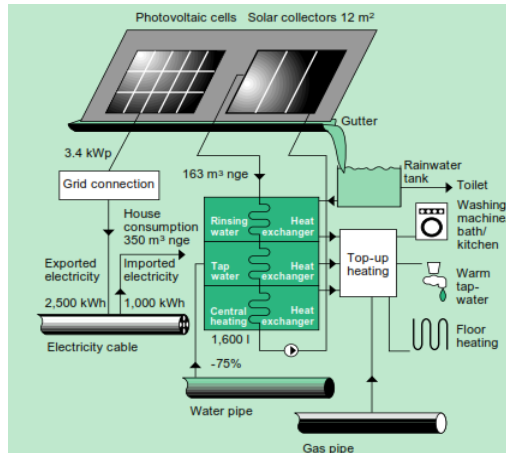 Photovoltaic cells Solar collectors 12 m²
Gutter
3.4 kWp
Grid connection
163 m³ nge
Rainwater
tank
Toilet
House
consumption
350 m³ nge
Rinsing
water
Heat
exchanger
Washing
machine
bath/
kitchen
Exported
electricity
Imported
electricity
Tap
water
Heat
exchanger
Top-up
heating
Warm
tap-
water
2,500 kWh
1,000 kWh
Central
heating
Heat
exchanger
Floor
heating
Electricity cable
1,600 l
-75%
Water pipe
Gas pipe